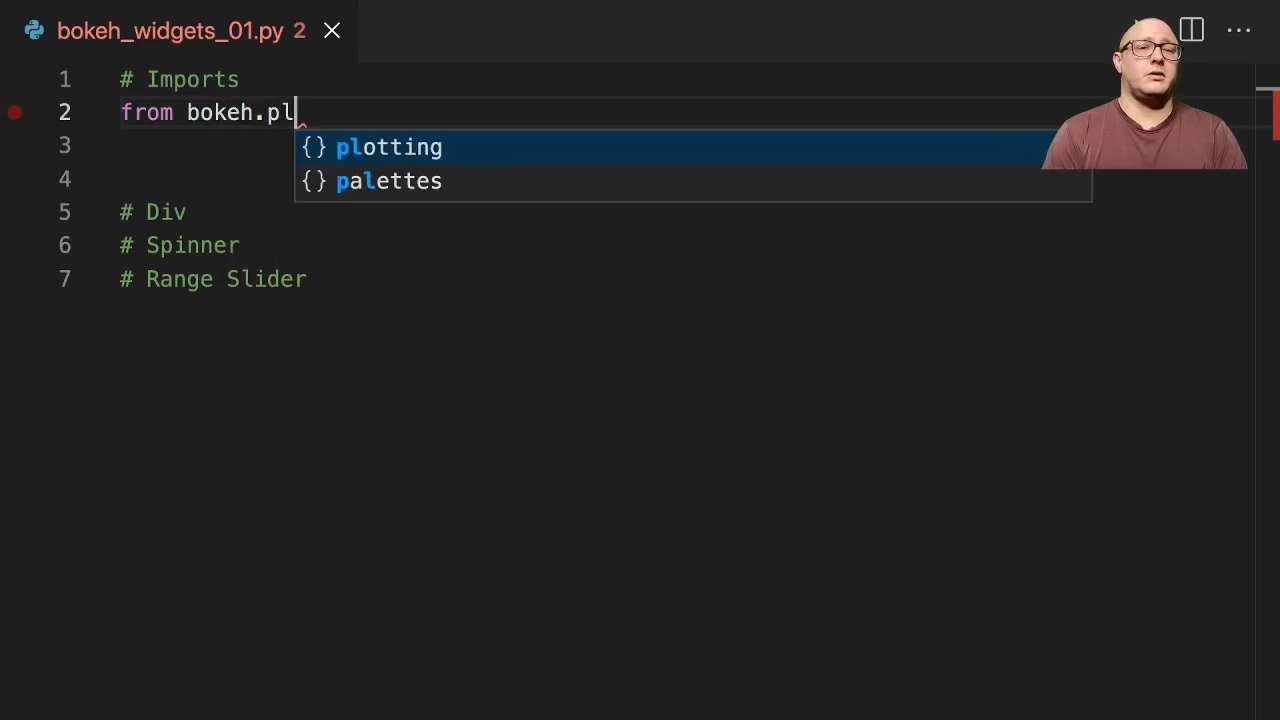 bokeh_widgets_01.py 2
1 # Imports
2 from bokeh.pl
3 {} plotting
4 {} palettes
5 # Div
6 # Spinner
7 # Range Slider